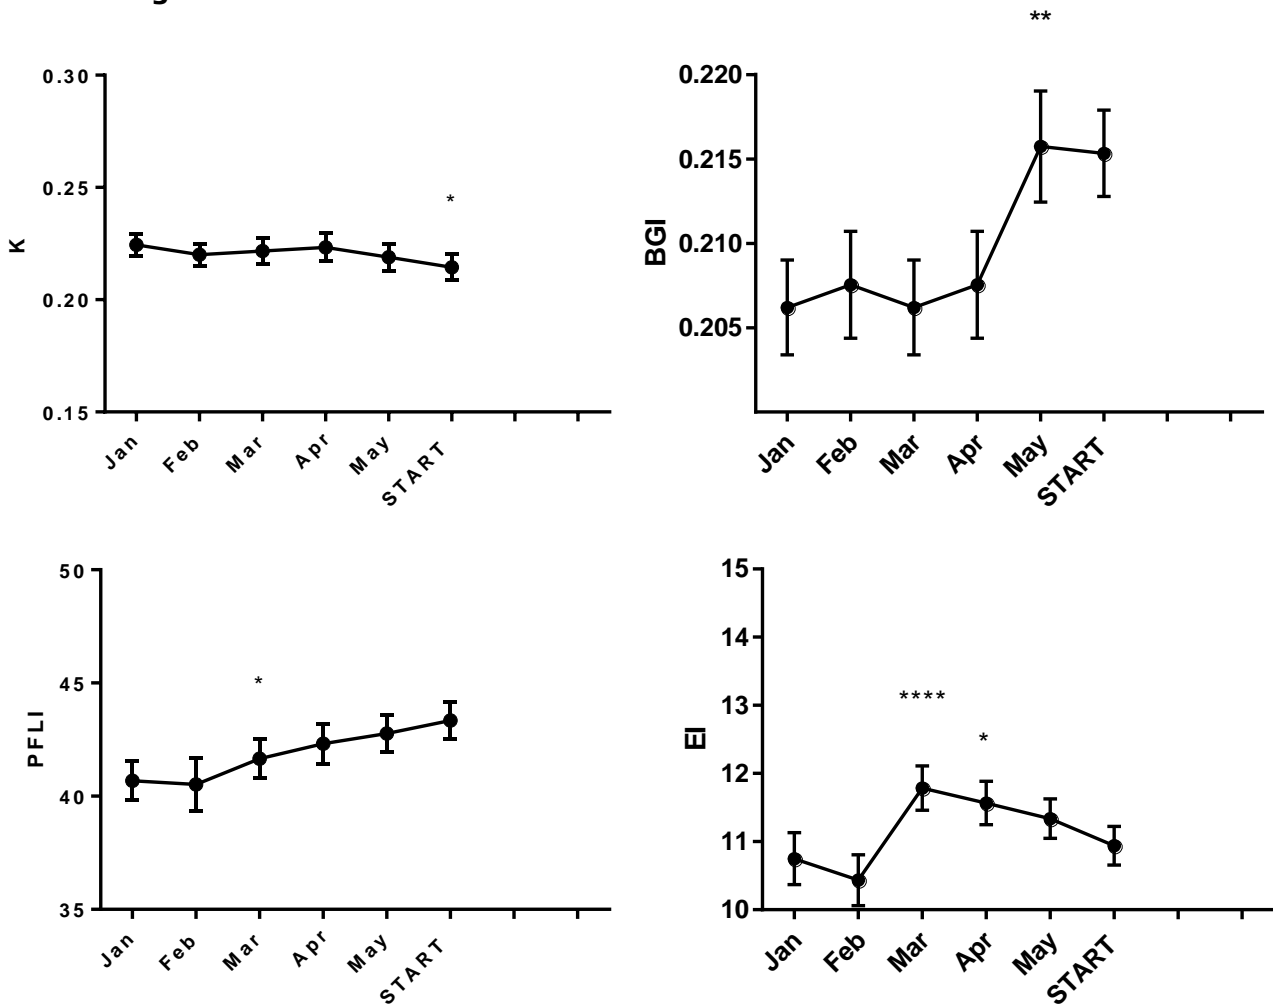 **
0.30
0.25
0.20
0.15
K
*
Jan
Feb
Mar
Apr
May
START
0.220
0.215
0.210
0.205
BGI
Jan
Feb
Mar
Apr
May
START
50
45
40
35
PFLI
*
Jan
Feb
Mar
Apr
May
START
15
14
13
12
11
10
EI
****
*
Jan
Feb
Mar
Apr
May
START